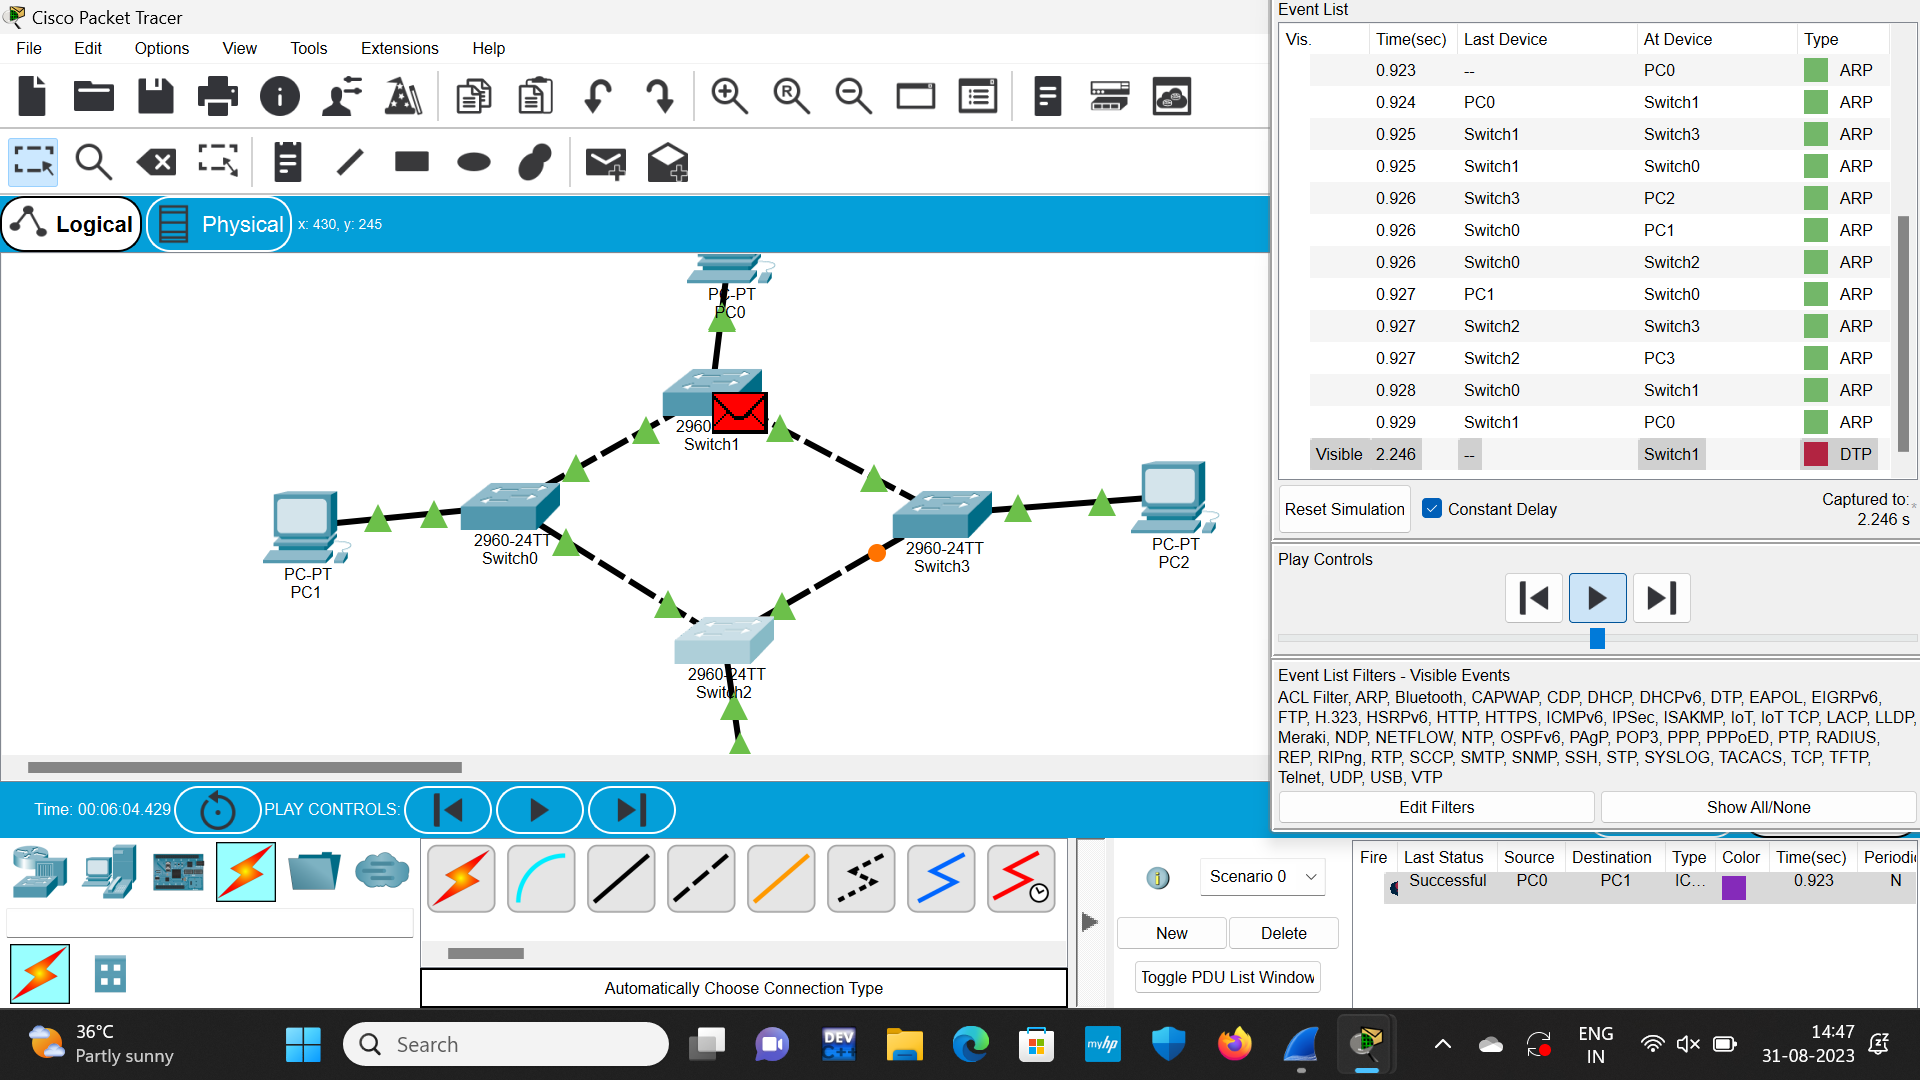 Cisco Packet Tracer
File Edit Options View Tools Extensions Help
Logical Physical x: 430, y: 245
PC-PT
PC0
2960
Switch1
PC-PT
PC1
2960-24TT
Switch0
2960-24TT
Switch3
PC-PT
PC2
2960-24TT
Switch2
Time: 00:06:04.429 PLAY CONTROLS:
Automatically Choose Connection Type
Scenario 0
New Delete
Toggle PDU List Window
Event List
Vis. Time(sec) Last Device At Device Type
0.923 -- PC0 ARP
0.924 PC0 Switch1 ARP
0.925 Switch1 Switch3 ARP
0.925 Switch1 Switch0 ARP
0.926 Switch3 PC2 ARP
0.926 Switch0 PC1 ARP
0.926 Switch0 Switch2 ARP
0.927 PC1 Switch0 ARP
0.927 Switch2 Switch3 ARP
0.927 Switch2 PC3 ARP
0.928 Switch0 Switch1 ARP
0.929 Switch1 PC0 ARP
Visible 2.246 -- Switch1 DTP
Reset Simulation Constant Delay
Captured to: *
2.246 s
Play Controls
Event List Filters - Visible Events
ACL Filter, ARP, Bluetooth, CAPWAP, CDP, DHCP, DHCPv6, DTP, EAPOL, EIGRPv6,
FTP, H.323, HSRPv6, HTTP, HTTPS, ICMPv6, IPSec, ISAKMP, IoT, IoT TCP, LACP, LLDP,
Meraki, NDP, NETFLOW, NTP, OSPFv6, PAgP, POP3, PPP, PPPoED, PTP, RADIUS,
REP, RIPng, RTP, SCCP, SMTP, SNMP, SSH, STP, SYSLOG, TACACS, TCP, TFTP,
Telnet, UDP, USB, VTP
Edit Filters Show All/None
Fire Last Status Source Destination Type Color Time(sec) Periodi
Successful PC0 PC1 IC... 0.923 N
36°C
Partly sunny
Search
DEV
C++
myhp
ENG
IN
14:47
31-08-2023